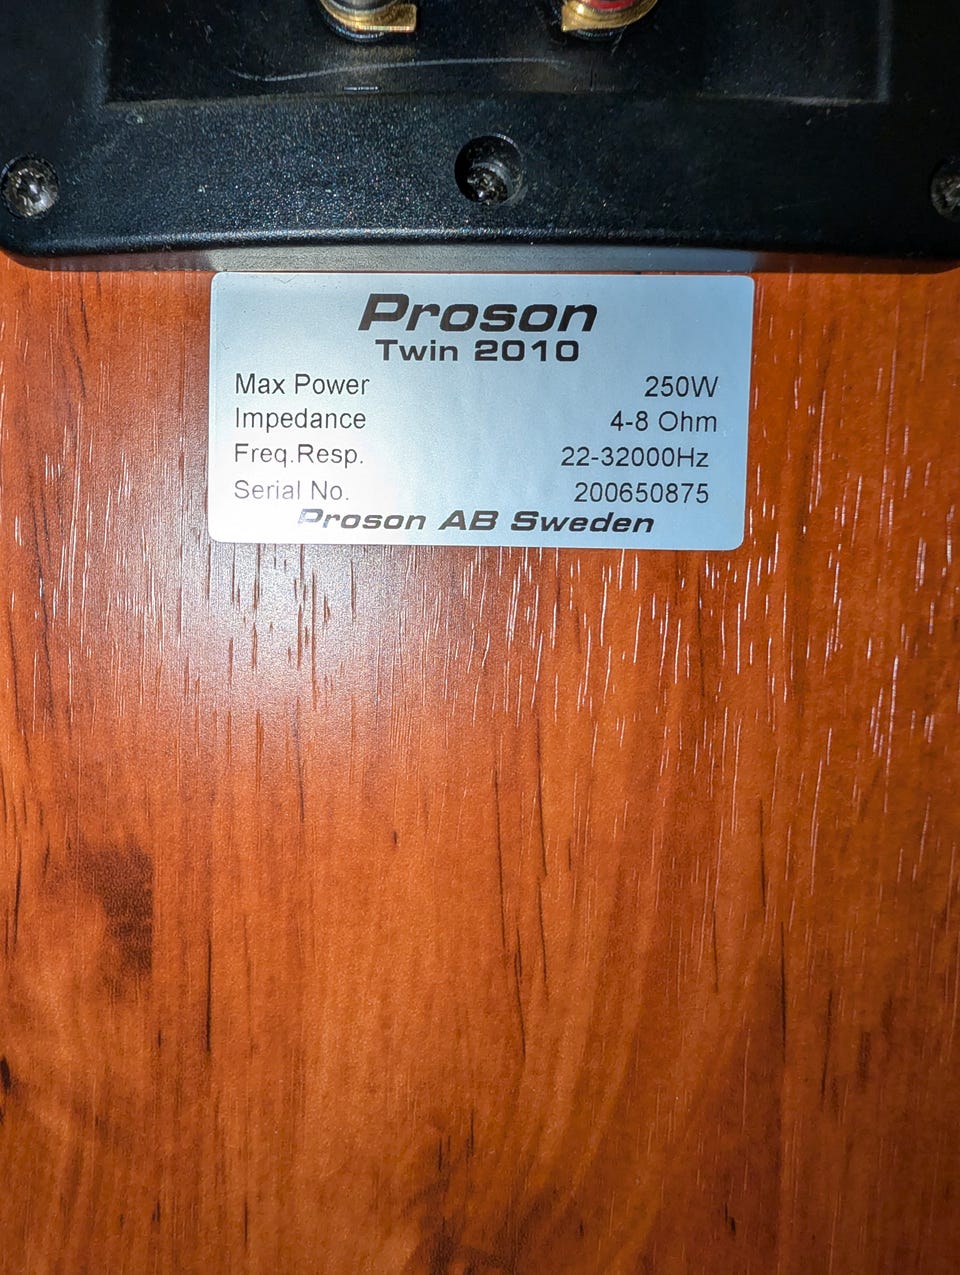 Proson
Twin 2010
Max Power 250W
Impedance 4-8 Ohm
Freq.Resp. 22-32000Hz
Serial No. 200650875
Proson AB Sweden